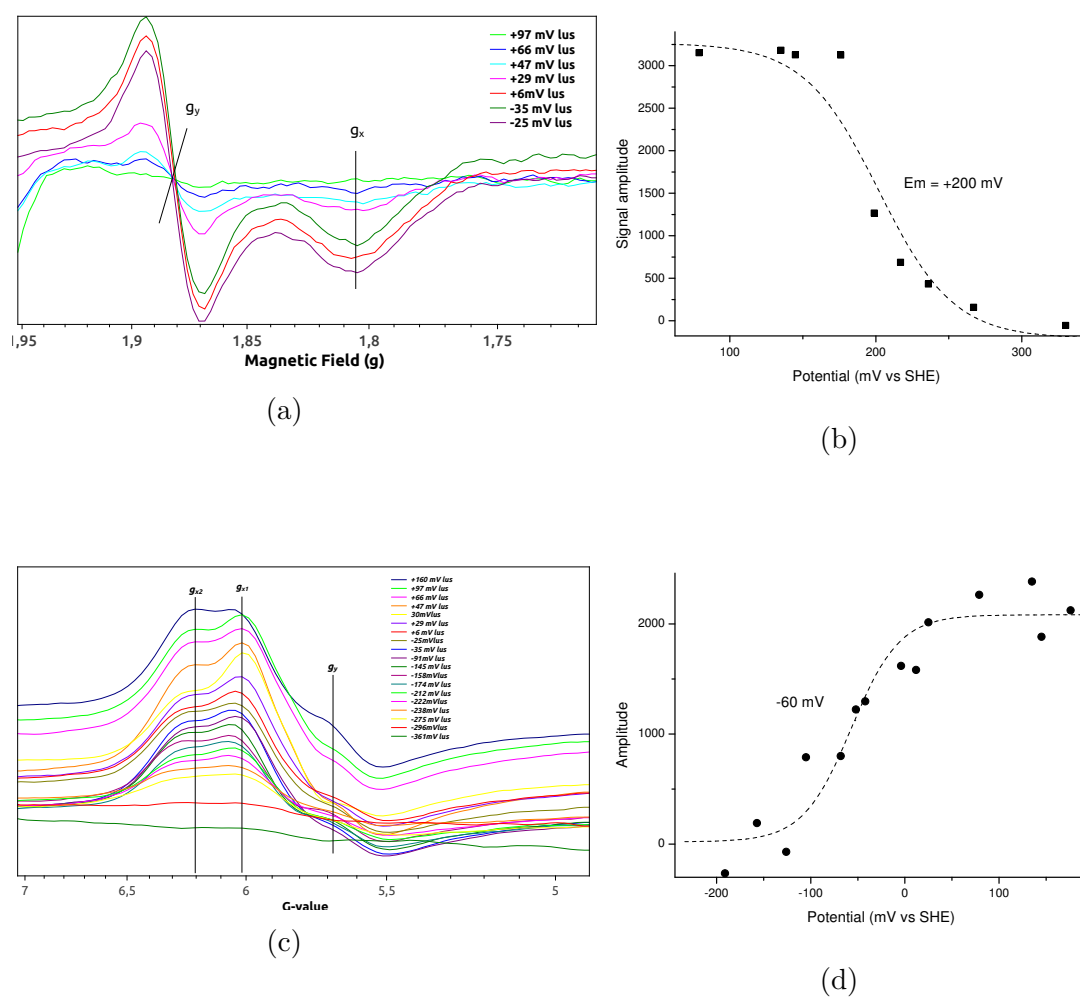 +97 mV lus
+66 mV lus
+47 mV lus
+29 mV lus
+6mV lus
-35 mV lus
-25 mV lus
gy
gx
1,95
1,9
1,85
1,8
1,75
Magnetic Field (g)
(a)
3000
2500
2000
1500
1000
500
0
Signal amplitude
Em = +200 mV
100
200
300
Potential (mV vs SHE)
(b)
+160 mV lus
+97 mV lus
+66 mV lus
+47 mV lus
30mVlus
+29 mV lus
+6 mV lus
-25mVlus
-35 mV lus
-91mV lus
-145 mV lus
-158mVlus
-174 mV lus
-212 mV lus
-222mVlus
-238mV lus
-275 mV lus
-296mVlus
-361mV lus
gx2
gx1
gy
7
6,5
6
5,5
5
G-value
(c)
2000
1000
0
Amplitude
-60 mV
-200
-100
0
100
Potential (mV vs SHE)
(d)